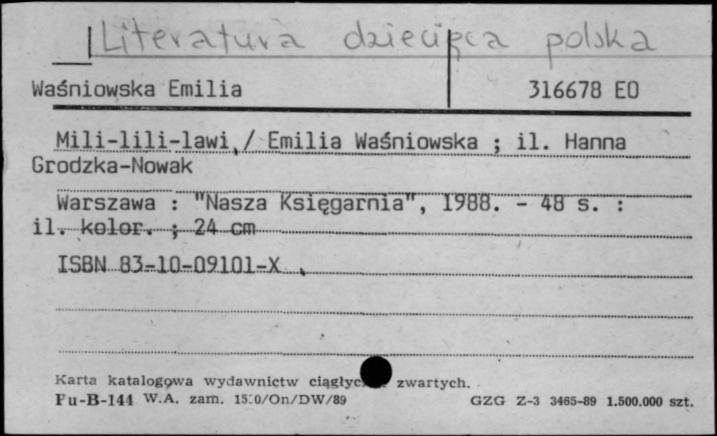 Literatura dziecięca polska
Waśniowska Emilia 316678 EO
Mili-lili-lawi / Emilia Waśniowska ; il. Hanna
Grodzka-Nowak
Warszawa : "Nasza Księgarnia", 1988. - 48 s. :
il. kolor. ; 24 cm
ISBN 83-10-09101-X
Karta katalogowa wydawnictw zwartych.
Fu-B-144 W.A. zam. /On/DW/89 GZG Z-3 3465-89 1.500.000 szt.